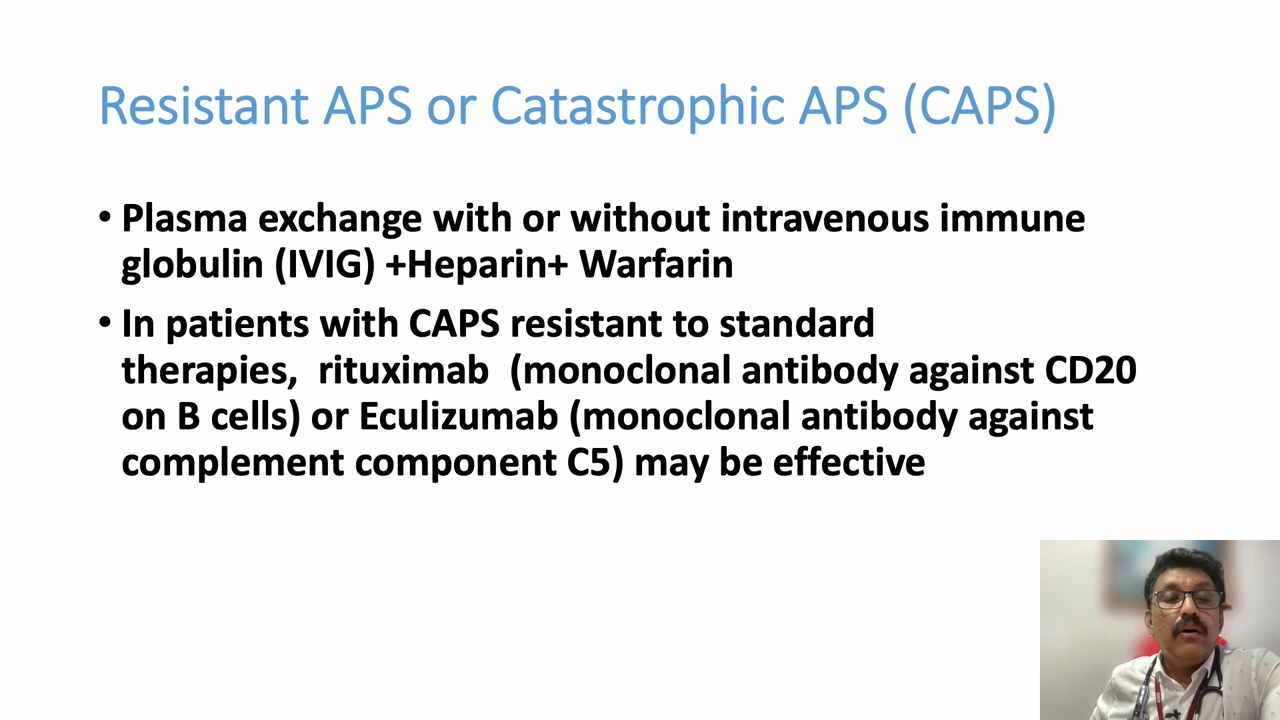 Resistant APS or Catastrophic APS (CAPS)
• Plasma exchange with or without intravenous immune
globulin (IVIG) +Heparin+ Warfarin
• In patients with CAPS resistant to standard
therapies,  rituximab  (monoclonal antibody against CD20
on B cells) or Eculizumab (monoclonal antibody against
complement component C5) may be effective